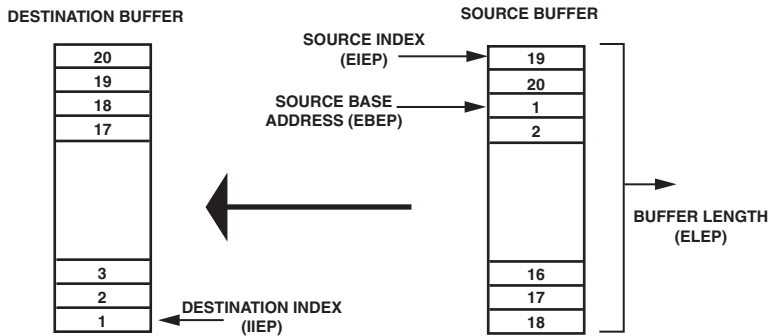 DESTINATION BUFFER
20
19
18
17
3
2
1
DESTINATION INDEX
(IIEP)
SOURCE BUFFER
SOURCE INDEX
(EIEP)
SOURCE BASE
ADDRESS (EBEP)
19
20
1
2
16
17
18
BUFFER LENGTH
(ELEP)